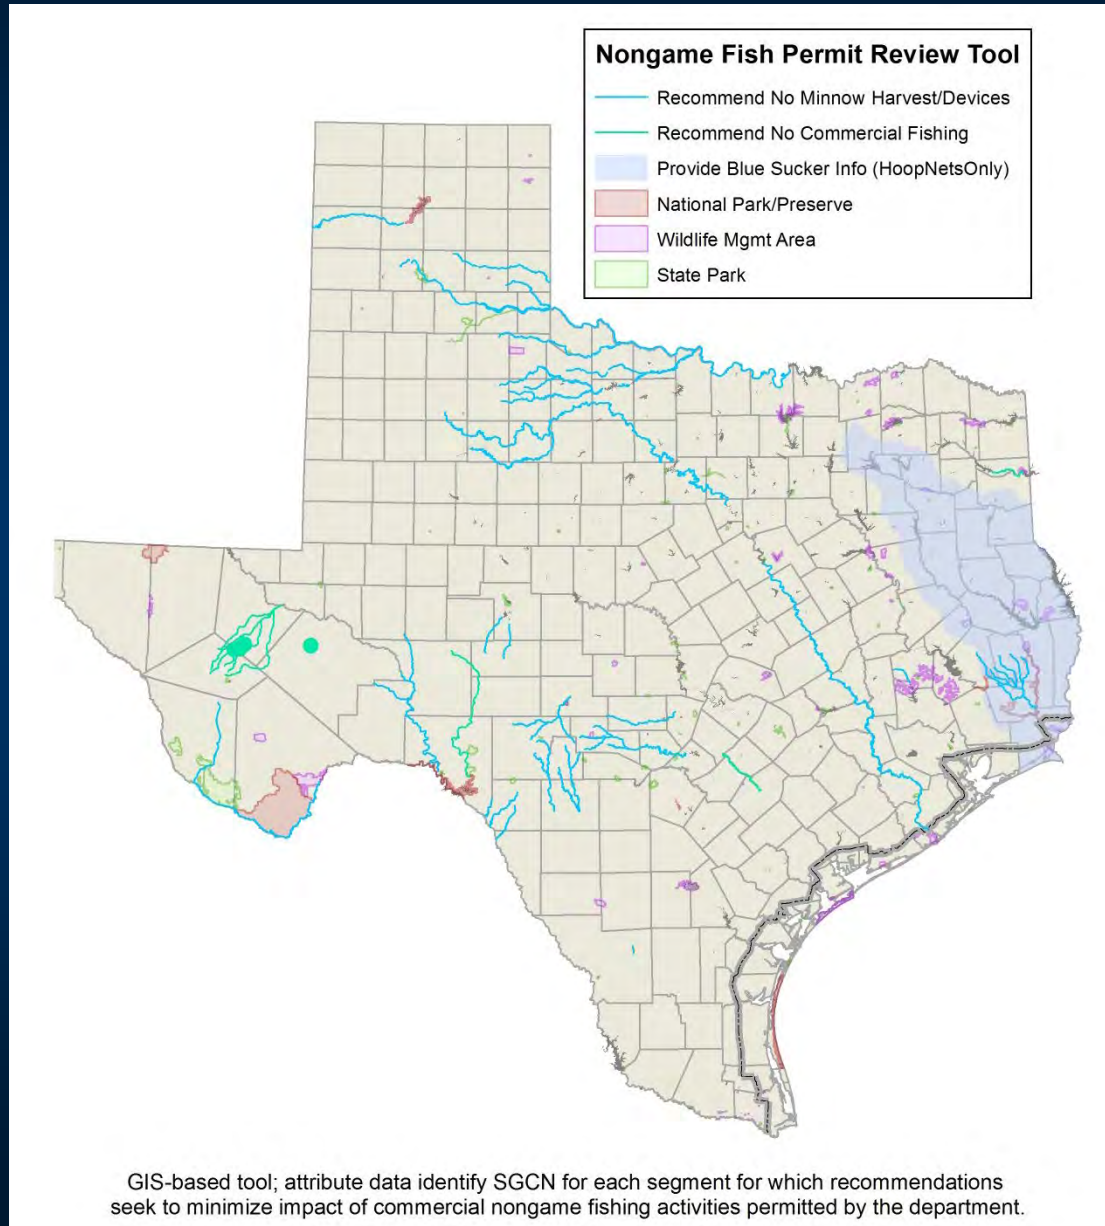 Nongame Fish Permit Review Tool
Recommend No Minnow Harvest/Devices
Recommend No Commercial Fishing
Provide Blue Sucker Info (HoopNetsOnly)
National Park/Preserve
Wildlife Mgmt Area
State Park
GIS-based tool; attribute data identify SGCN for each segment for which recommendations
seek to minimize impact of commercial nongame fishing activities permitted by the department.